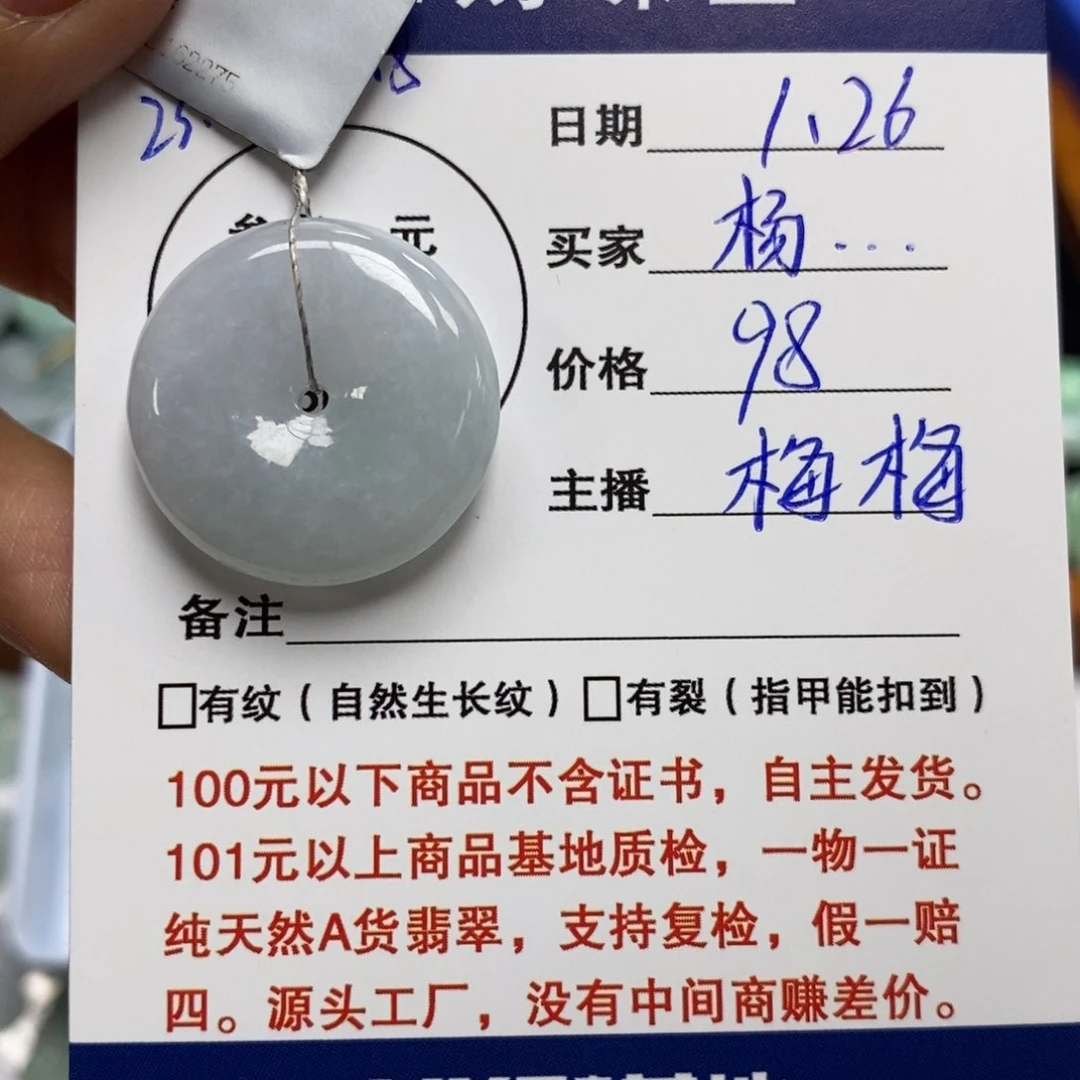 日期 1、26
买家 杨...
价格 98
主播 梅梅
元
备注
□有纹（自然生长纹）□有裂（指甲能扣到）
100元以下商品不含证书，自主发货。
101元以上商品基地质检，一物一证
纯天然A货翡翠，支持复检，假一赔
四。源头工厂，没有中间商赚差价。